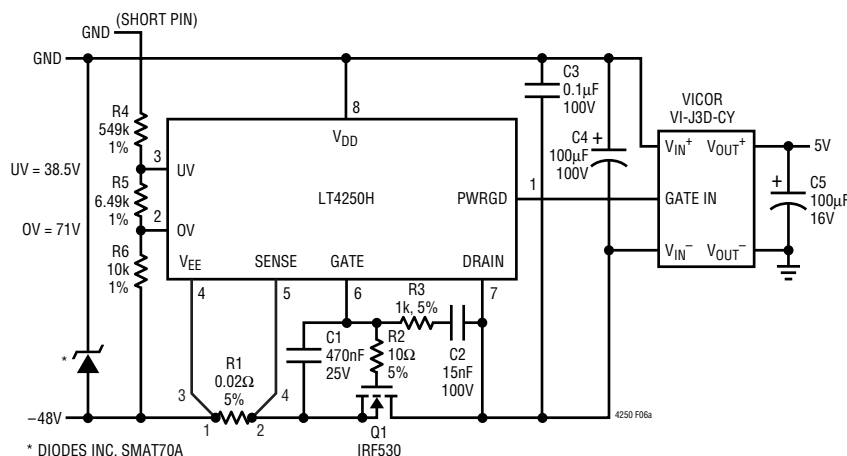 (SHORT PIN)
GND
GND
R4
549k
1%
UV = 38.5V
R5
6.49k
1%
OV = 71V
R6
10k
1%
*
−48V
* DIODES INC. SMAT70A
3
2
8
VDD
UV
LT4250H
OV
PWRGD
1
VEE
SENSE
GATE
DRAIN
4
5
6
7
R1
0.02Ω
5%
3
4
1
2
C1
470nF
25V
R3
1k, 5%
R2
10Ω
5%
C2
15nF
100V
Q1
IRF530
C3
0.1µF
100V
C4
100µF
100V
+
VICOR
VI-J3D-CY
VIN+
VOUT+
GATE IN
VIN−
VOUT−
5V
+
C5
100µF
16V
4250 F06a